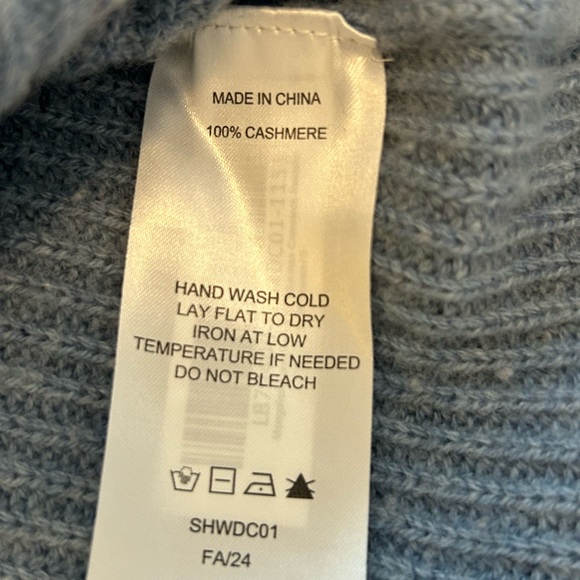 MADE IN CHINA
100% CASHMERE
HAND WASH COLD
LAY FLAT TO DRY
IRON AT LOW
TEMPERATURE IF NEEDED
DO NOT BLEACH
SHWDC01
FA/24